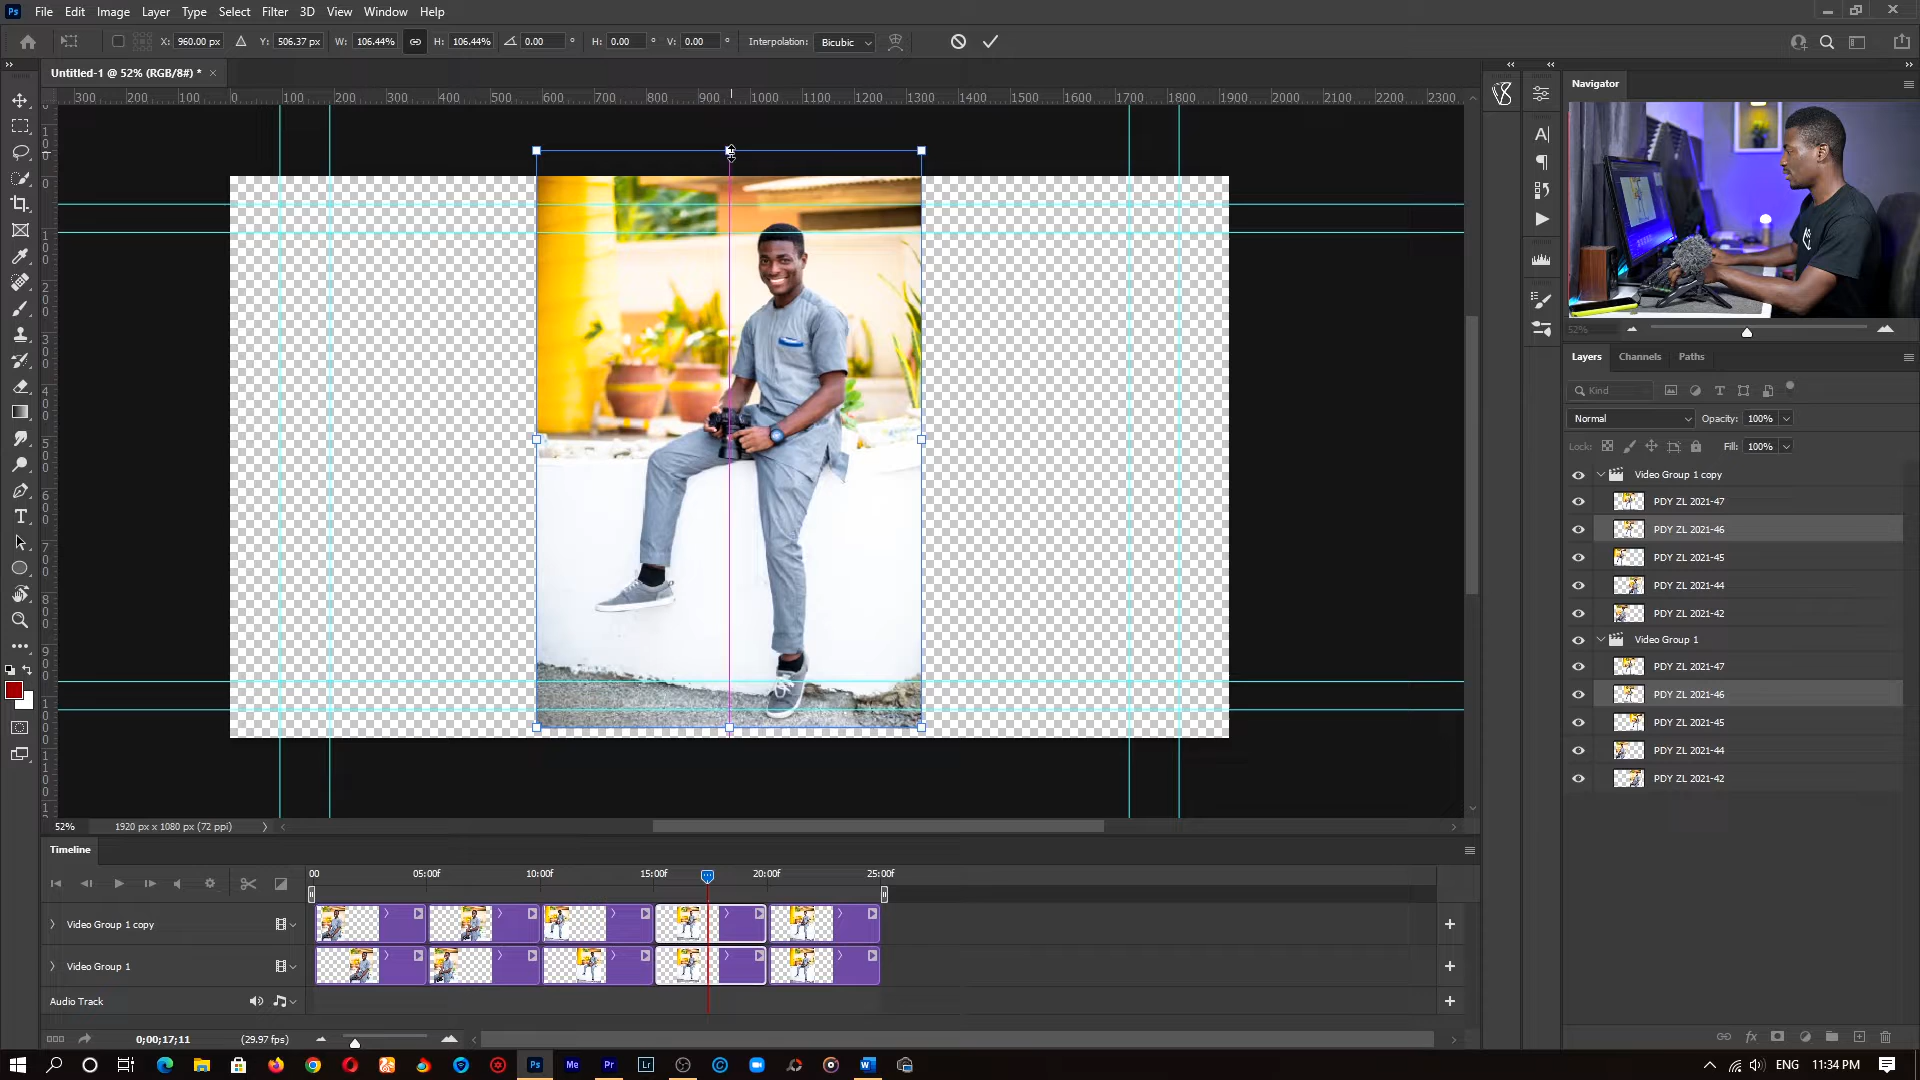 Ps File Edit Image Layer Type Select Filter 3D View Window Help
X: 960.00 px Y: 506.37 px W: 106.44% H: 106.44% 0.00 ° H: 0.00 ° V: 0.00 ° Interpolation: Bicubic
Untitled-1 @ 52% (RGB/8#) * ×
300 200 100 0 100 200 300 400 500 600 700 800 900 1000 1100 1200 1300 1400 1500 1600 1700 1800 1900 2000 2100 2200 2300
Navigator
52%
Layers Channels Paths
Kind
Normal Opacity: 100%
Lock: Fill: 100%
Video Group 1 copy
PDY ZL 2021-47
PDY ZL 2021-46
PDY ZL 2021-45
PDY ZL 2021-44
PDY ZL 2021-42
Video Group 1
PDY ZL 2021-47
PDY ZL 2021-46
PDY ZL 2021-45
PDY ZL 2021-44
PDY ZL 2021-42
52% 1920 px x 1080 px (72 ppi)
Timeline
00 05:00f 10:00f 15:00f 20:00f 25:00f
Video Group 1 copy
Video Group 1
Audio Track
0;00;17;11 (29.97 fps)
Ps Me Pr Lr ENG 11:34 PM